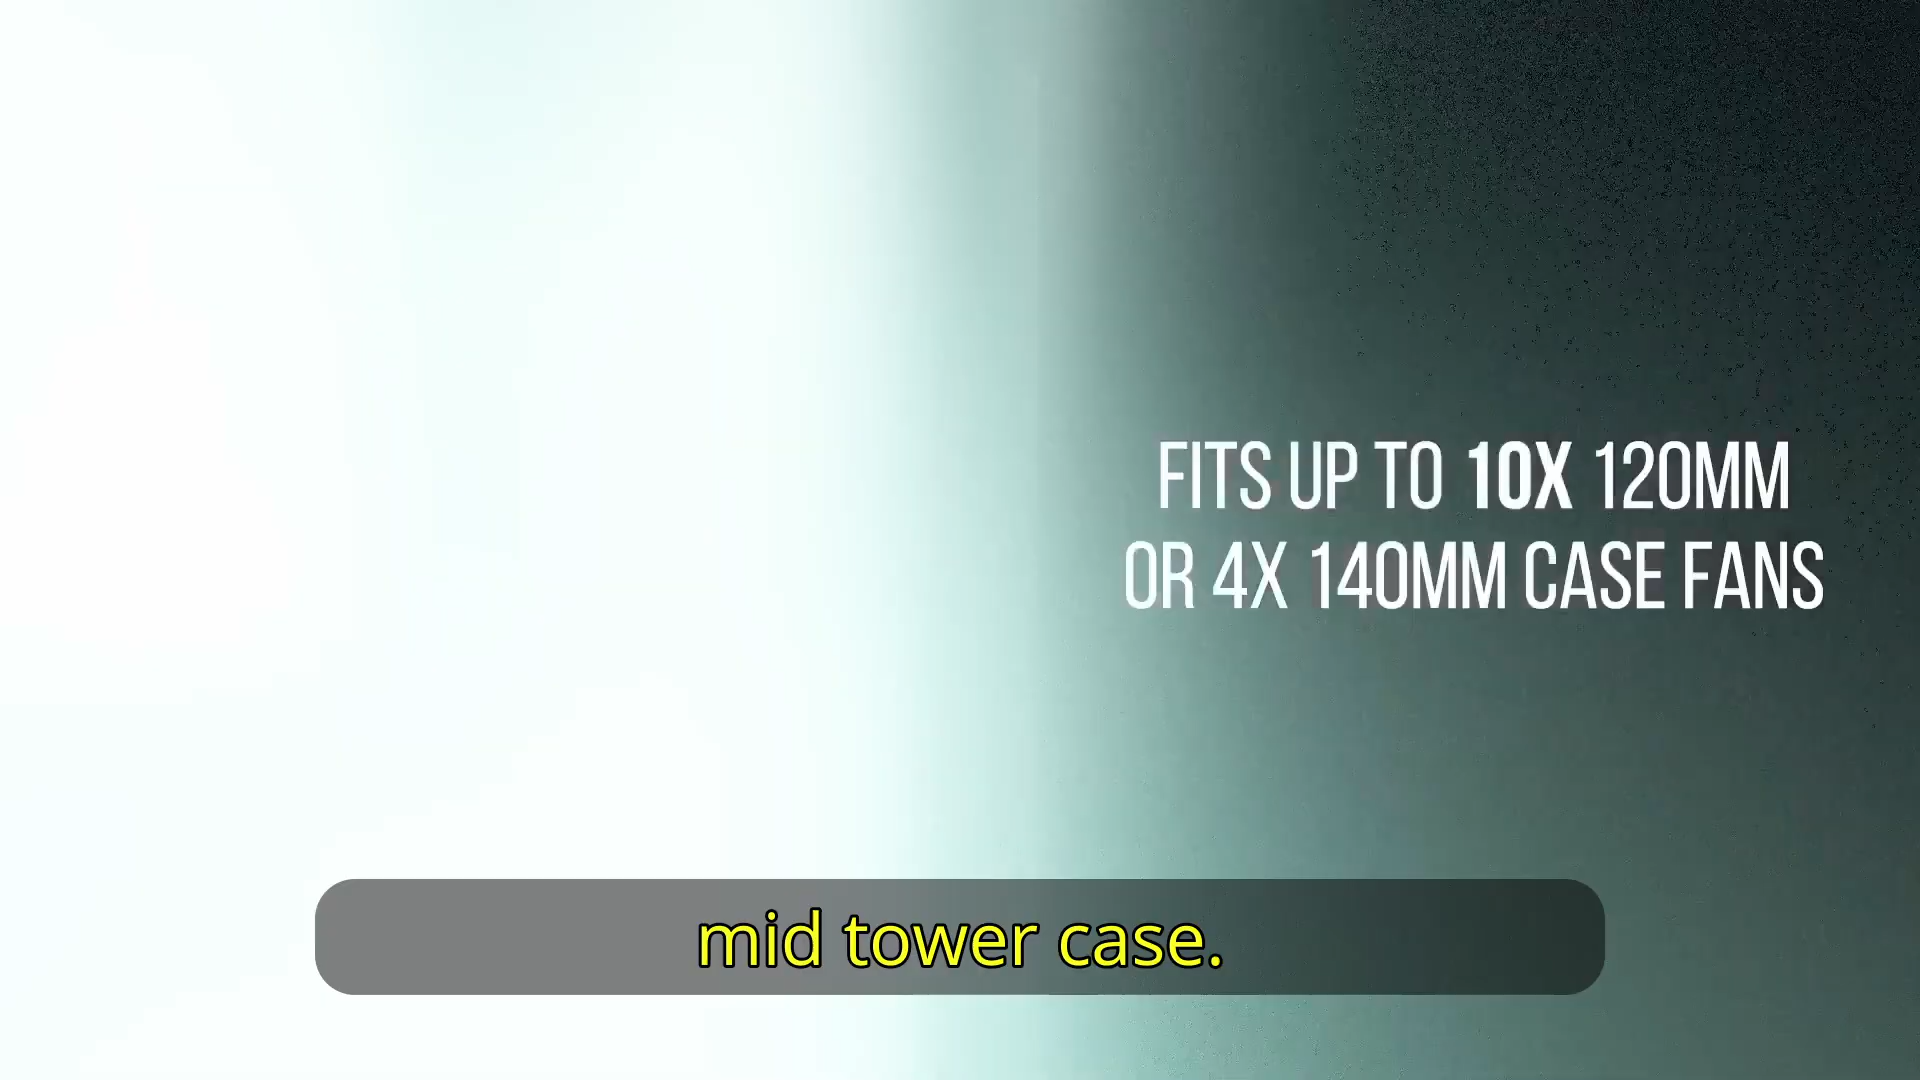 FITS UP TO 10X 120MM
OR 4X 140MM CASE FANS
mid tower case.